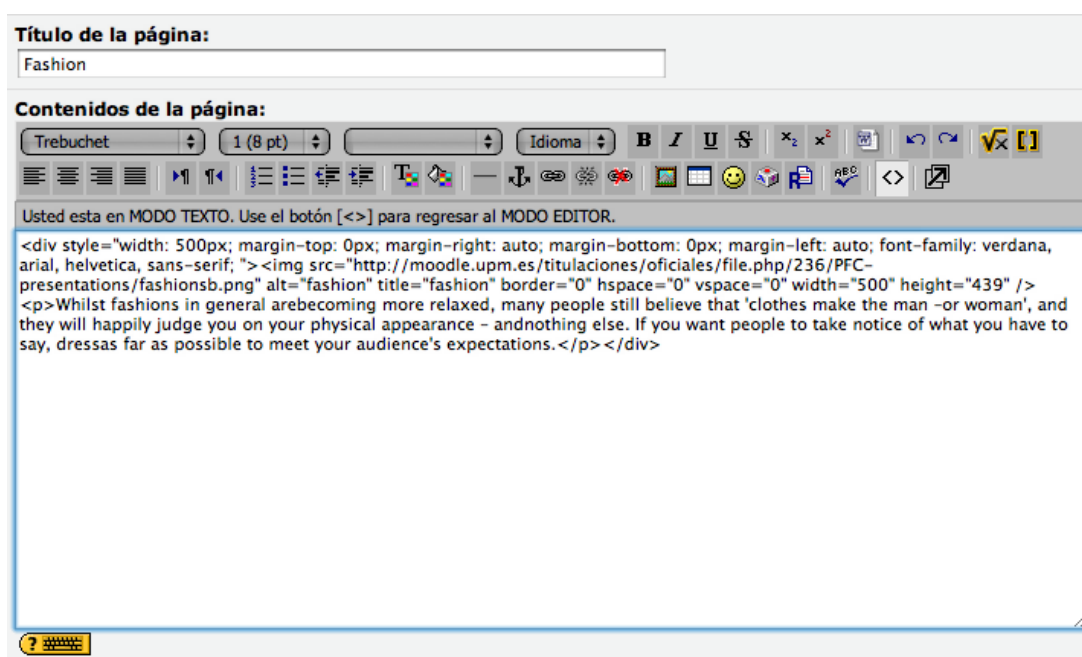 Título de la página:
Fashion
Contenidos de la página:
Trebuchet 1 (8 pt) Idioma B I U S x₂ x² W √x []
T ABC <>
Usted esta en MODO TEXTO. Use el botón [<>] para regresar al MODO EDITOR.
<div style="width: 500px; margin-top: 0px; margin-right: auto; margin-bottom: 0px; margin-left: auto; font-family: verdana,
arial, helvetica, sans-serif; "><img src="http://moodle.upm.es/titulaciones/oficiales/file.php/236/PFC-
presentations/fashionsb.png" alt="fashion" title="fashion" border="0" hspace="0" vspace="0" width="500" height="439" />
<p>Whilst fashions in general arebecoming more relaxed, many people still believe that 'clothes make the man -or woman', and
they will happily judge you on your physical appearance - andnothing else. If you want people to take notice of what you have to
say, dressas far as possible to meet your audience's expectations.</p></div>
?